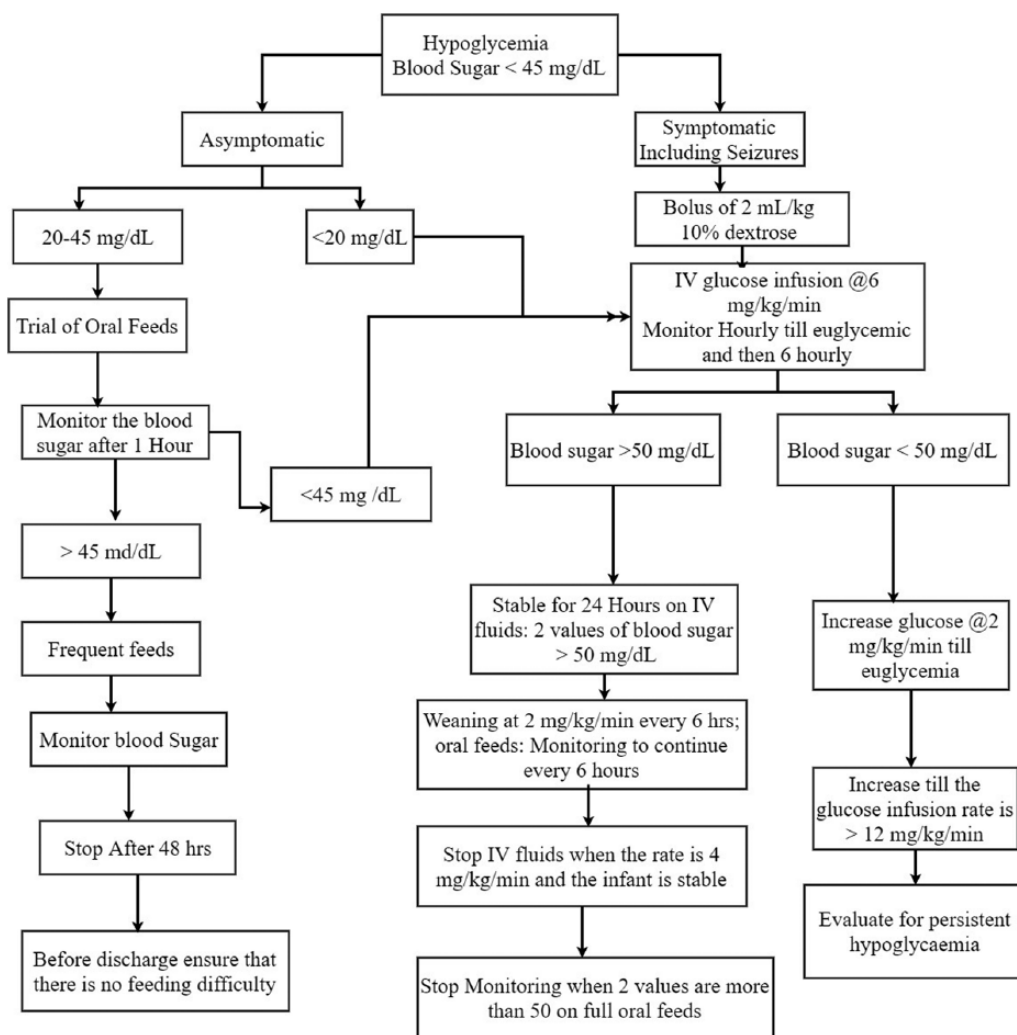 Hypoglycemia
Blood Sugar < 45 mg/dL
Asymptomatic
Symptomatic
Including Seizures
20-45 mg/dL
<20 mg/dL
Bolus of 2 mL/kg
10% dextrose
Trial of Oral Feeds
IV glucose infusion @6
mg/kg/min
Monitor Hourly till euglycemic
and then 6 hourly
Monitor the blood
sugar after 1 Hour
<45 mg /dL
Blood sugar >50 mg/dL
Blood sugar < 50 mg/dL
> 45 md/dL
Stable for 24 Hours on IV
fluids: 2 values of blood sugar
> 50 mg/dL
Increase glucose @2
mg/kg/min till
euglycemia
Frequent feeds
Monitor blood Sugar
Weaning at 2 mg/kg/min every 6 hrs;
oral feeds: Monitoring to continue
every 6 hours
Increase till the
glucose infusion rate is
> 12 mg/kg/min
Stop After 48 hrs
Stop IV fluids when the rate is 4
mg/kg/min and the infant is stable
Evaluate for persistent
hypoglycaemia
Before discharge ensure that
there is no feeding difficulty
Stop Monitoring when 2 values are more
than 50 on full oral feeds